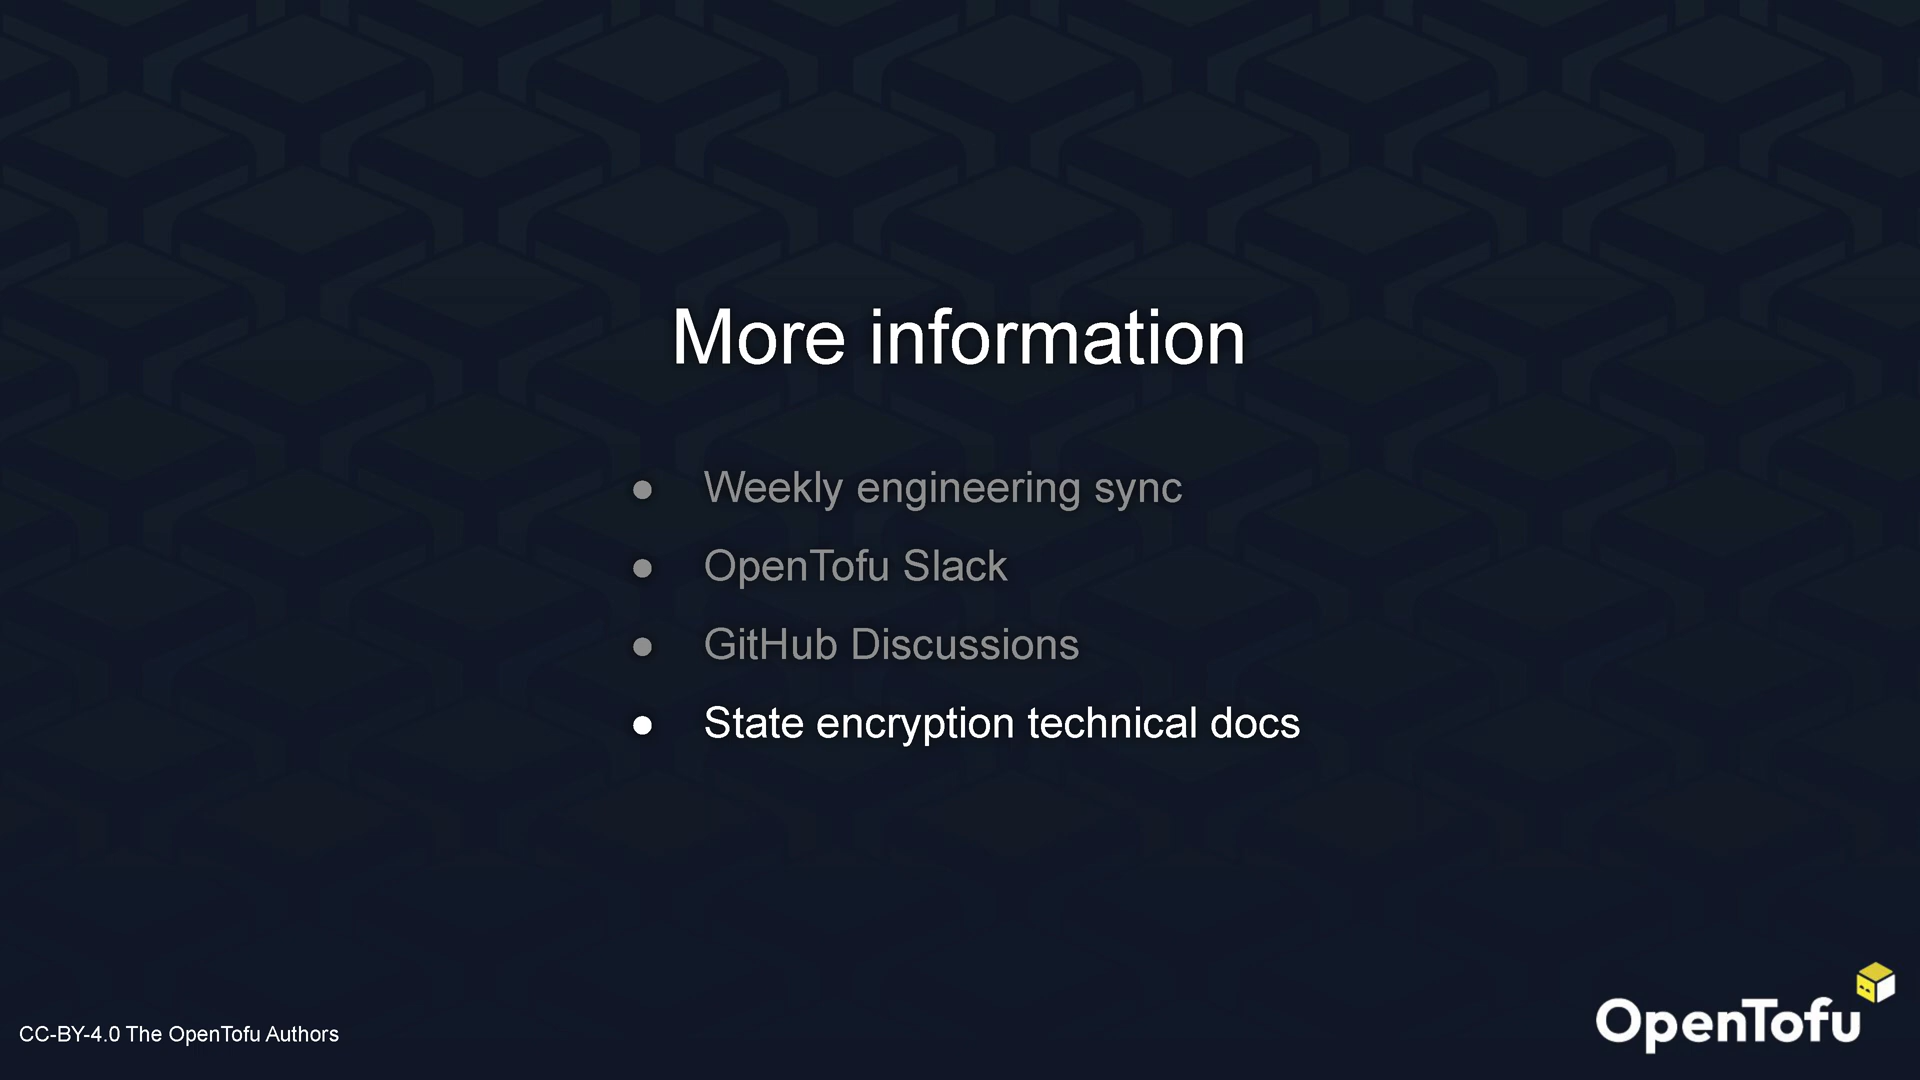 More information
● Weekly engineering sync
● OpenTofu Slack
● GitHub Discussions
● State encryption technical docs
CC-BY-4.0 The OpenTofu Authors
OpenTofu